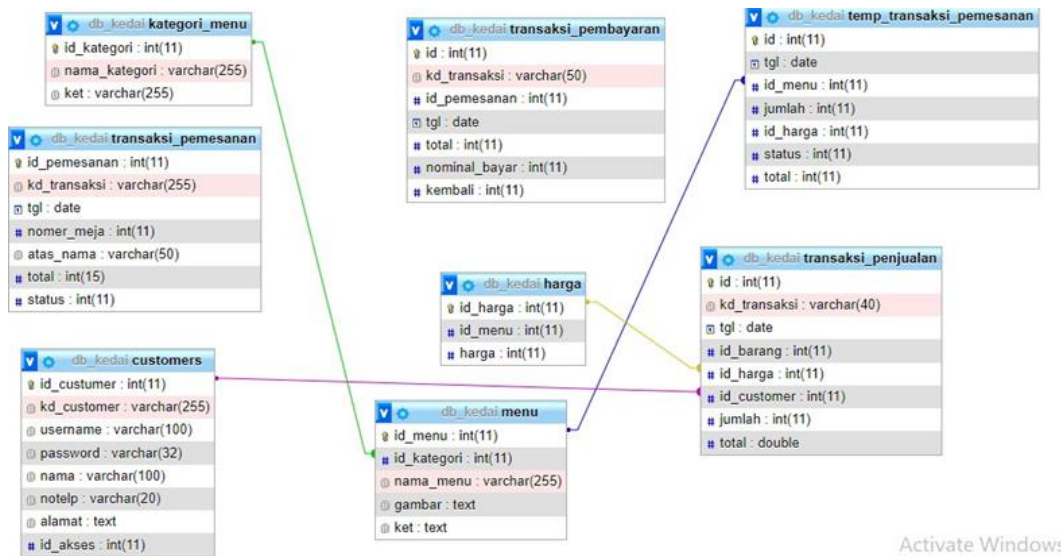 db_kedai kategori_menu
id_kategori : int(11)
nama_kategori : varchar(255)
ket : varchar(255)
db_kedai transaksi_pembayaran
id : int(11)
kd_transaksi : varchar(50)
id_pemesanan : int(11)
tgl : date
total : int(11)
nominal_bayar : int(11)
kembali : int(11)
db_kedai temp_transaksi_pemesanan
id : int(11)
tgl : date
id_menu : int(11)
jumlah : int(11)
id_harga : int(11)
status : int(11)
total : int(11)
db_kedai transaksi_pemesanan
id_pemesanan : int(11)
kd_transaksi : varchar(255)
tgl : date
nomer_meja : int(11)
atas_nama : varchar(50)
total : int(15)
status : int(11)
db_kedai harga
id_harga : int(11)
id_menu : int(11)
harga : int(11)
db_kedai transaksi_penjualan
id : int(11)
kd_transaksi : varchar(40)
tgl : date
id_barang : int(11)
id_harga : int(11)
id_customer : int(11)
jumlah : int(11)
total : double
db_kedai customers
id_custumer : int(11)
kd_customer : varchar(255)
username : varchar(100)
password : varchar(32)
nama : varchar(100)
notelp : varchar(20)
alamat : text
id_akses : int(11)
db_kedai menu
id_menu : int(11)
id_kategori : int(11)
nama_menu : varchar(255)
gambar : text
ket : text
Activate Windows